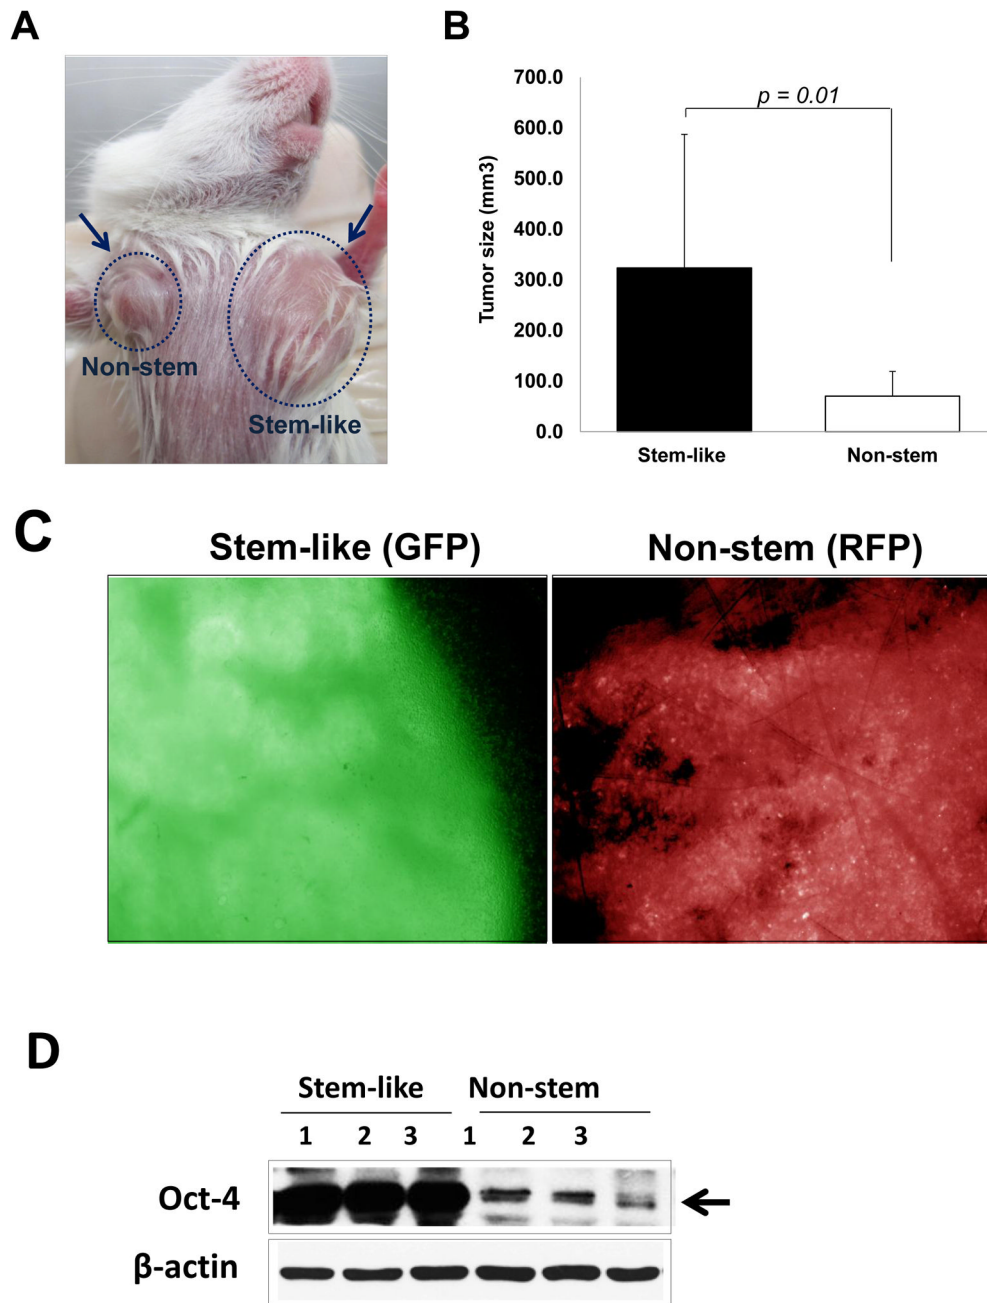 A
Non-stem
Stem-like
B
700.0
600.0
500.0
400.0
300.0
200.0
100.0
0.0
Tumor size (mm3)
p = 0.01
Stem-like
Non-stem
C
Stem-like (GFP)
Non-stem (RFP)
D
Stem-like Non-stem
1 2 3 1 2 3
Oct-4
β-actin